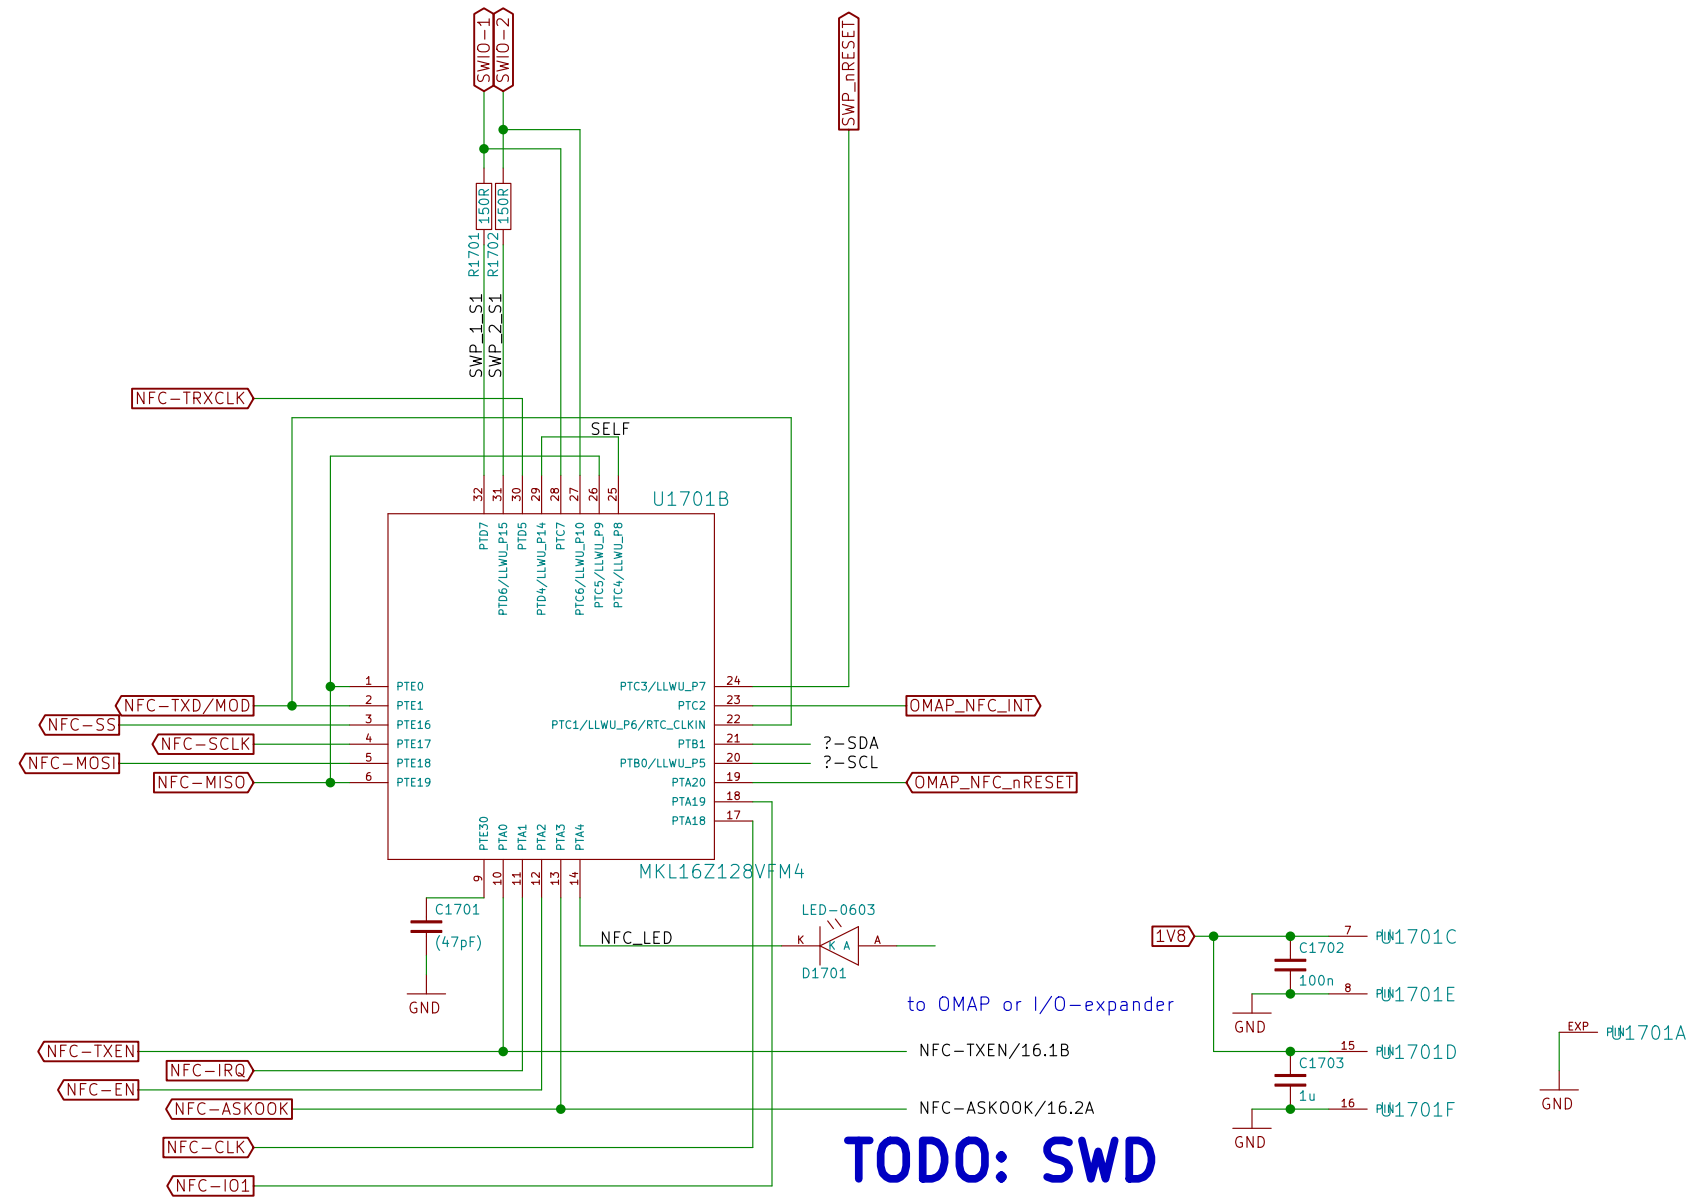 SWIO-1
SWIO-2
SWP_nRESET
150R
150R
R1701
R1702
SWP_1_S1
SWP_2_S1
NFC-TRXCLK
SELF
U1701B
32
31
30
29
28
27
26
25
PTD7
PTD6/LLWU_P15
PTD5
PTD4/LLWU_P14
PTC7
PTC6/LLWU_P10
PTC5/LLWU_P9
PTC4/LLWU_P8
1 PTE0
PTC3/LLWU_P7 24
NFC-TXD/MOD 2 PTE1
PTC2 23 OMAP_NFC_INT
NFC-SS 3 PTE16
PTC1/LLWU_P6/RTC_CLKIN 22
NFC-SCLK 4 PTE17
PTB1 21 ?-SDA
NFC-MOSI 5 PTE18
PTB0/LLWU_P5 20 ?-SCL
NFC-MISO 6 PTE19
PTA20 19 OMAP_NFC_nRESET
PTA19 18
PTA18 17
PTE30
PTA0
PTA1
PTA2
PTA3
PTA4
9
10
11
12
13
14
MKL16Z128VFM4
C1701
(47pF)
GND
NFC_LED
LED-0603
K K A A
D1701
to OMAP or I/O-expander
1V8
7 PIN U1701C
C1702
100n
8 PIN U1701E
GND
15 PIN U1701D
C1703
1u
16 PIN U1701F
GND
EXP PIN U1701A
GND
NFC-TXEN
NFC-TXEN/16.1B
NFC-IRQ
NFC-EN
NFC-ASKOOK
NFC-ASKOOK/16.2A
NFC-CLK
NFC-IO1
TODO: SWD